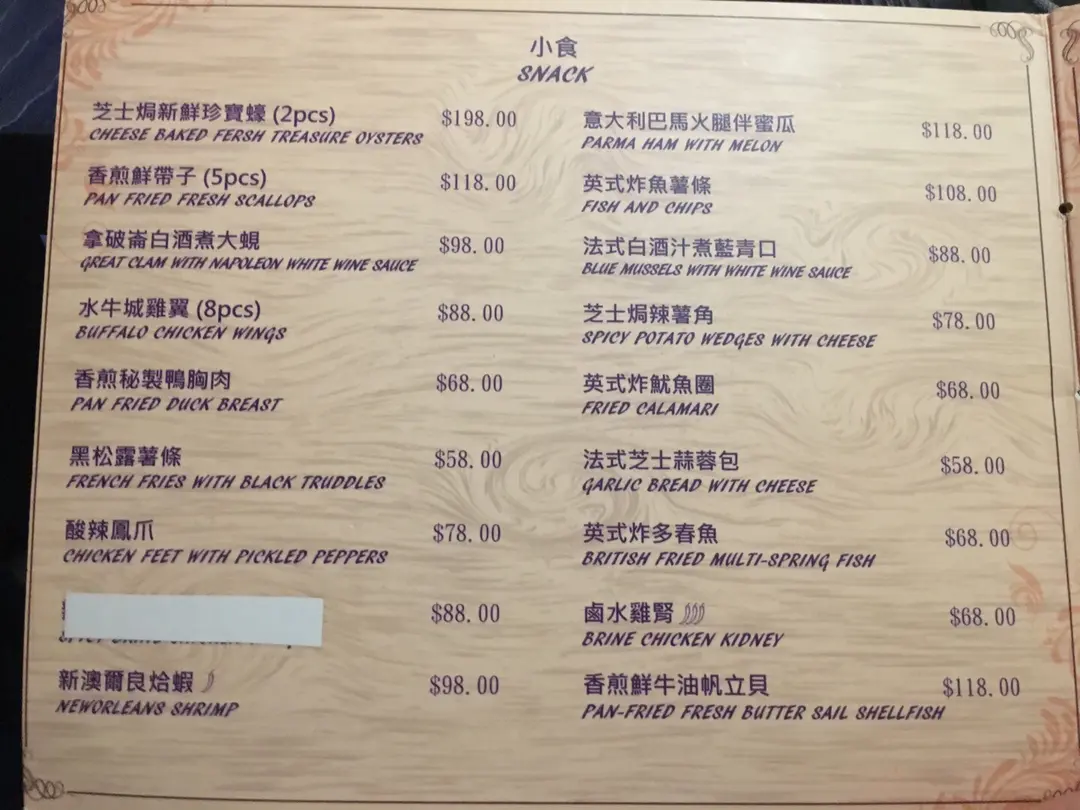 小食
SNACK
芝士焗新鮮珍寶蠔 (2pcs) $198.00
CHEESE BAKED FERSH TREASURE OYSTERS
香煎鮮帶子 (5pcs) $118.00
PAN FRIED FRESH SCALLOPS
拿破崙白酒煮大蜆 $98.00
GREAT CLAM WITH NAPOLEON WHITE WINE SAUCE
水牛城雞翼 (8pcs) $88.00
BUFFALO CHICKEN WINGS
香煎秘製鴨胸肉 $68.00
PAN FRIED DUCK BREAST
黑松露薯條 $58.00
FRENCH FRIES WITH BLACK TRUDDLES
酸辣鳳爪 $78.00
CHICKEN FEET WITH PICKLED PEPPERS
$88.00
新澳爾良烚蝦 $98.00
NEWORLEANS SHRIMP
意大利巴馬火腿伴蜜瓜 $118.00
PARMA HAM WITH MELON
英式炸魚薯條 $108.00
FISH AND CHIPS
法式白酒汁煮藍青口 $88.00
BLUE MUSSELS WITH WHITE WINE SAUCE
芝士焗辣薯角 $78.00
SPICY POTATO WEDGES WITH CHEESE
英式炸魷魚圈 $68.00
FRIED CALAMARI
法式芝士蒜蓉包 $58.00
GARLIC BREAD WITH CHEESE
英式炸多春魚 $68.00
BRITISH FRIED MULTI-SPRING FISH
鹵水雞腎 $68.00
BRINE CHICKEN KIDNEY
香煎鮮牛油帆立貝 $118.00
PAN-FRIED FRESH BUTTER SAIL SHELLFISH